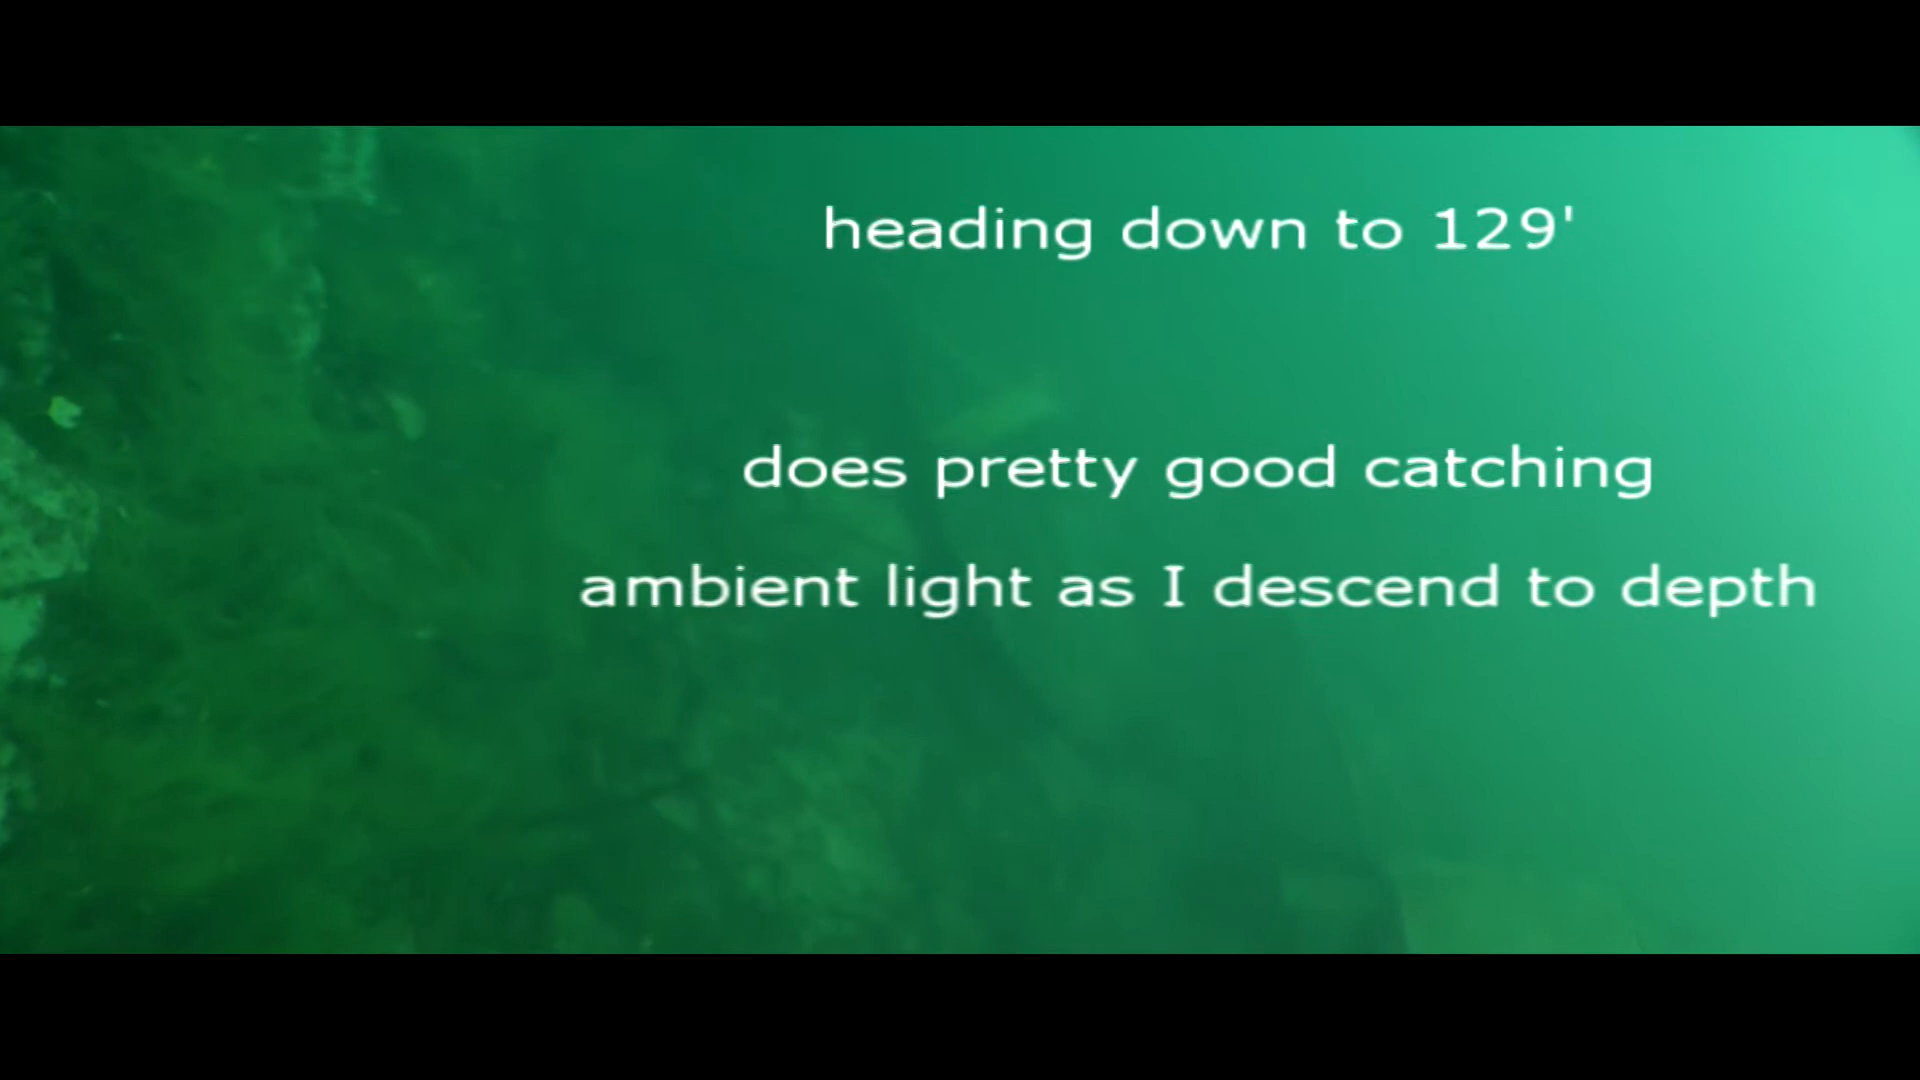 heading down to 129'
does pretty good catching
ambient light as I descend to depth